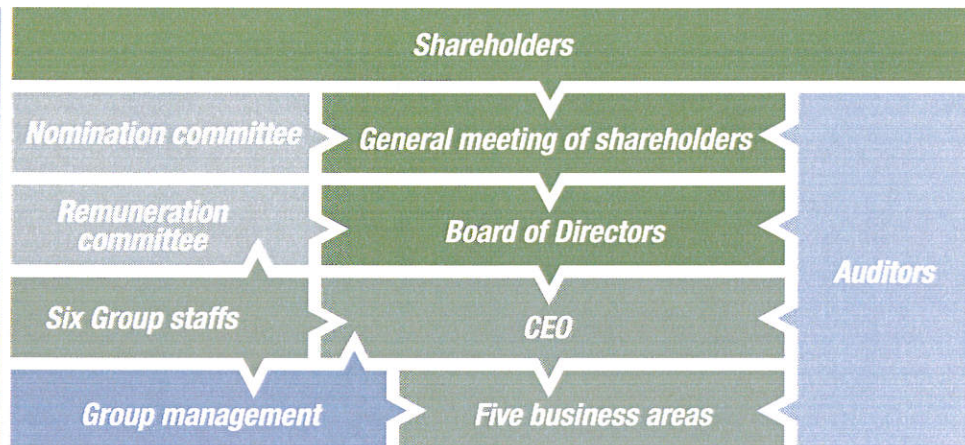 Shareholders
Nomination committee
General meeting of shareholders
Remuneration
committee
Board of Directors
Auditors
Six Group staffs
CEO
Group management
Five business areas